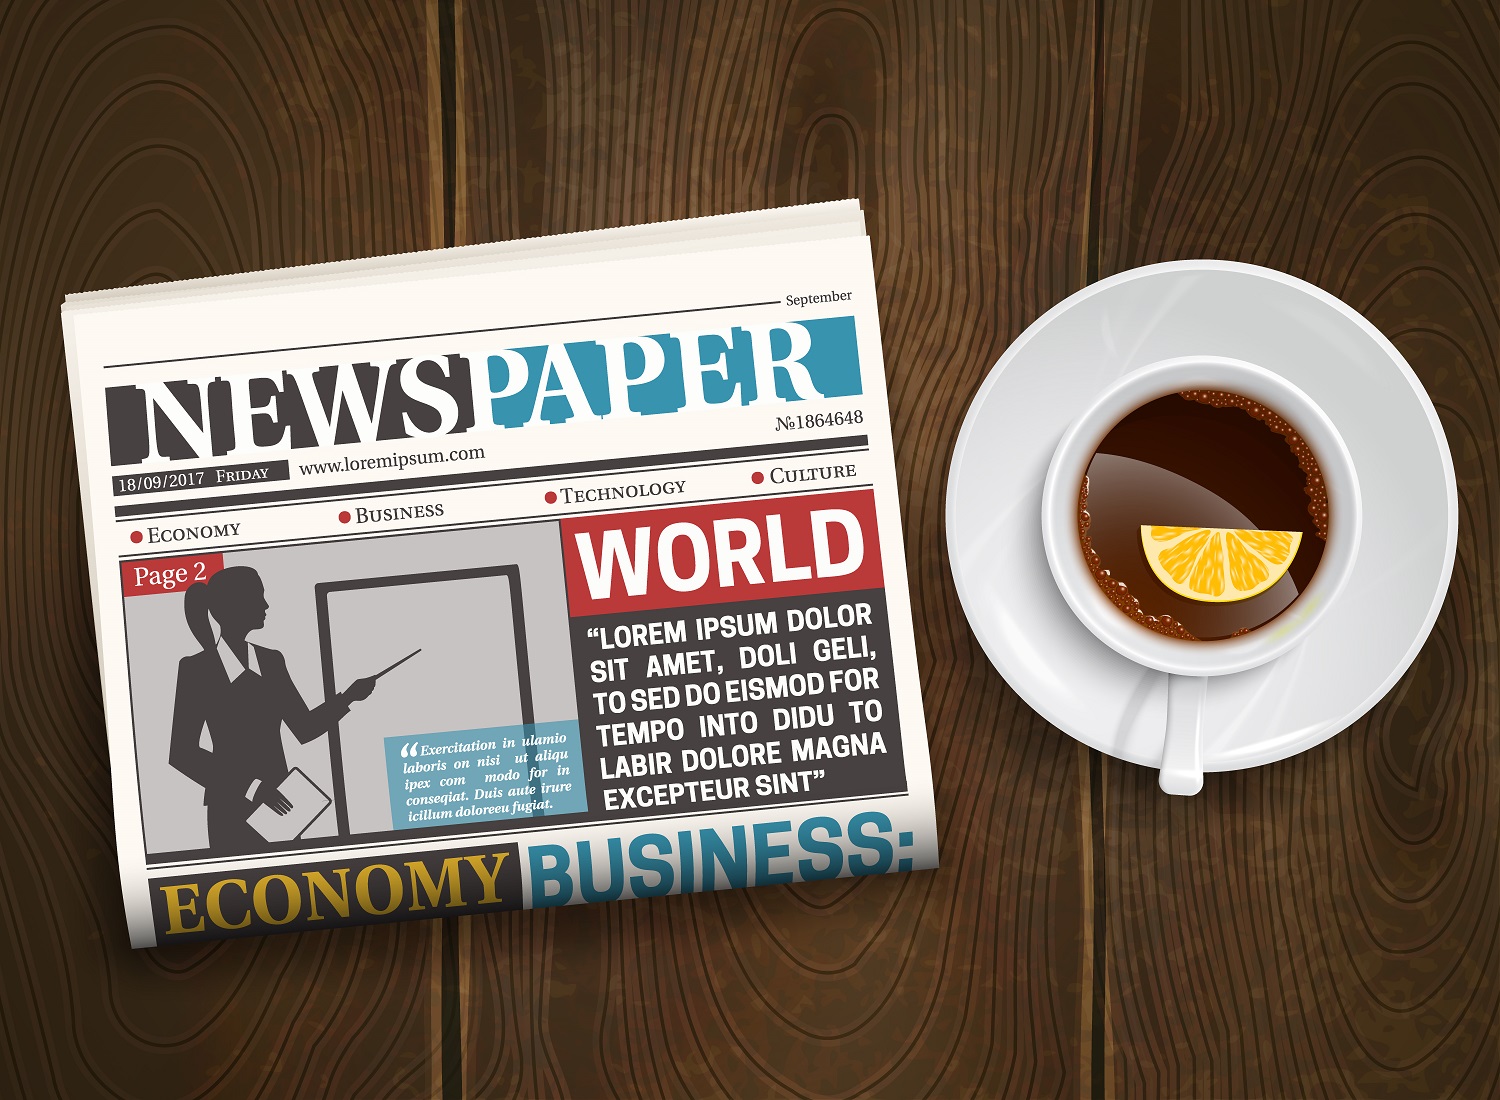 September
NEWSPAPER
№1864648
18/09/2017 FRIDAY www.loremipsum.com
ECONOMY BUSINESS TECHNOLOGY CULTURE
Page 2
WORLD
“LOREM IPSUM DOLOR
SIT AMET, DOLI GELI,
TO SED DO EISMOD FOR
TEMPO INTO DIDU TO
LABIR DOLORE MAGNA
EXCEPTEUR SINT”
“Exercitation in ulamio
laboris on nisi ut aliqu
ipex com modo for in
conseqiat. Duis aute irure
icillum doloreeu fugiat.
ECONOMY BUSINESS: